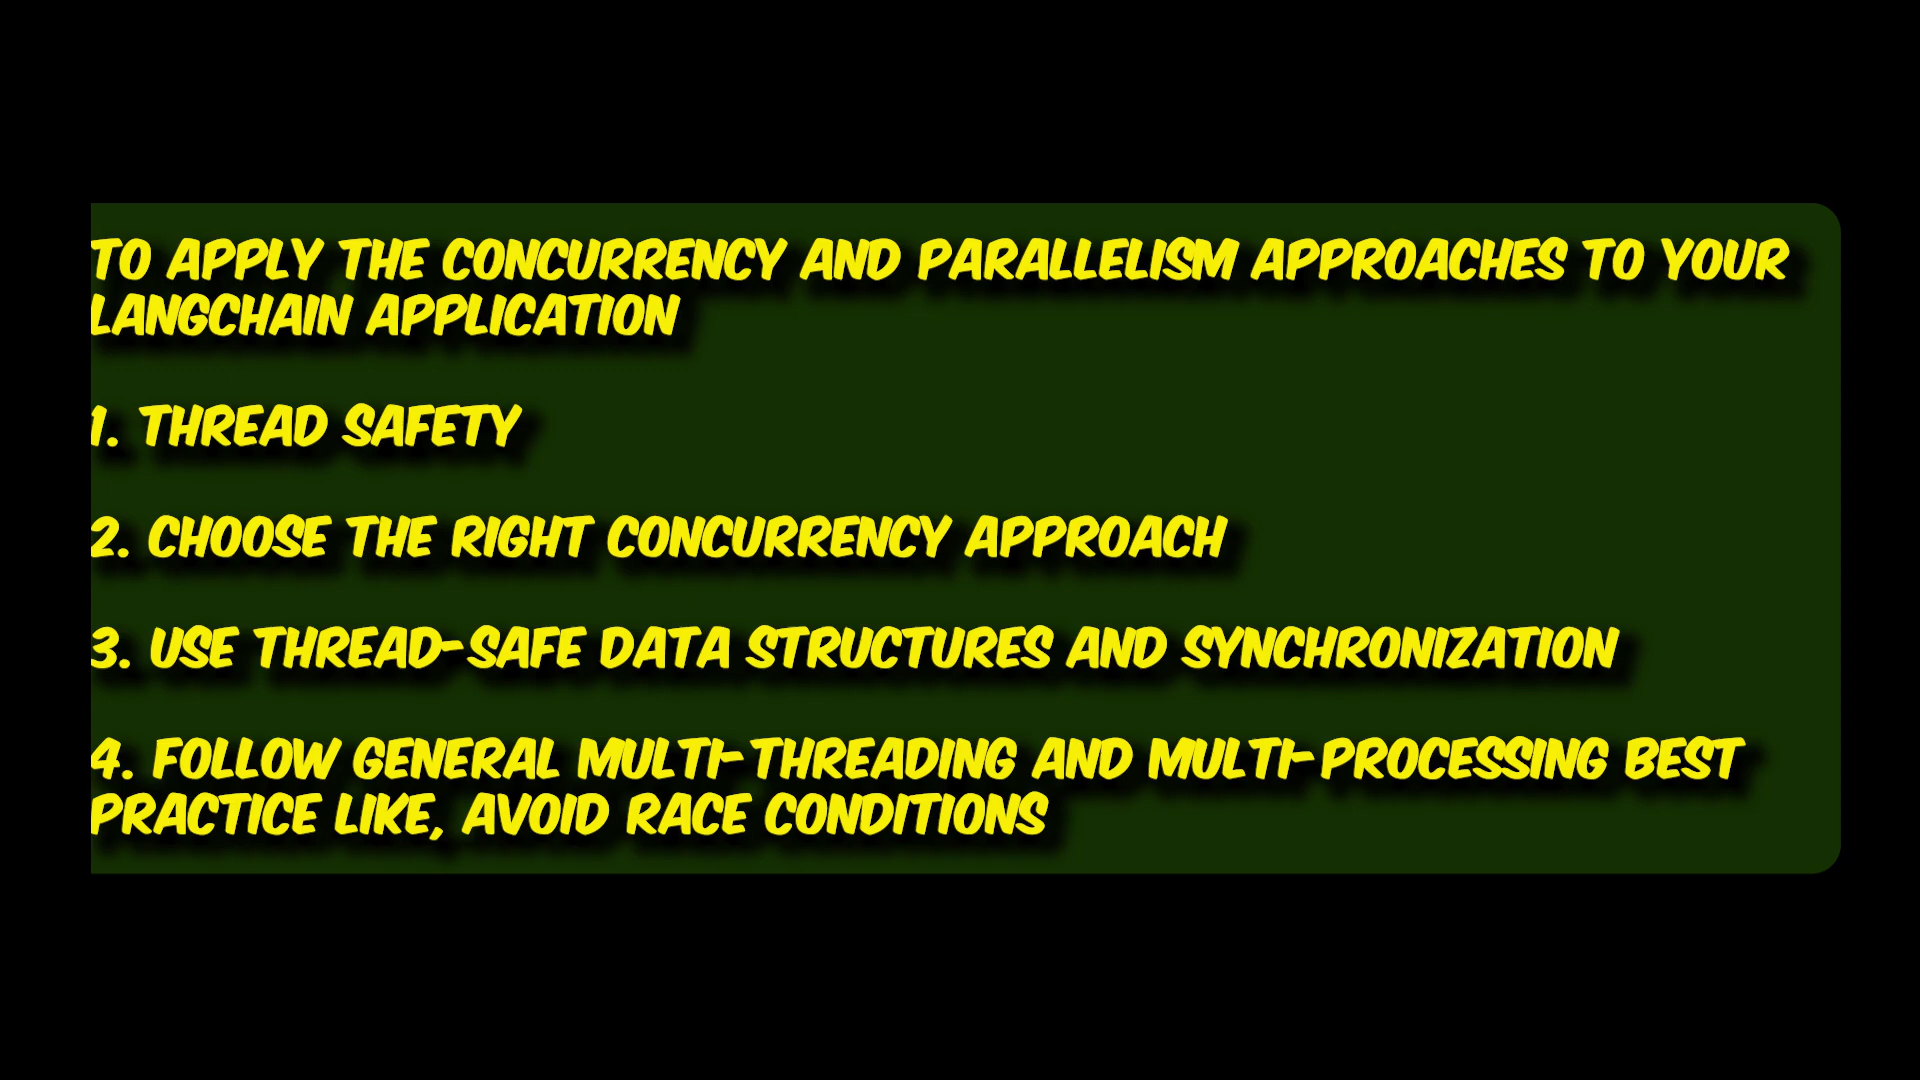 TO APPLY THE CONCURRENCY AND PARALLELISM APPROACHES TO YOUR
LANGCHAIN APPLICATION
1. THREAD SAFETY
2. CHOOSE THE RIGHT CONCURRENCY APPROACH
3. USE THREAD-SAFE DATA STRUCTURES AND SYNCHRONIZATION
4. FOLLOW GENERAL MULTI-THREADING AND MULTI-PROCESSING BEST
PRACTICE LIKE, AVOID RACE CONDITIONS